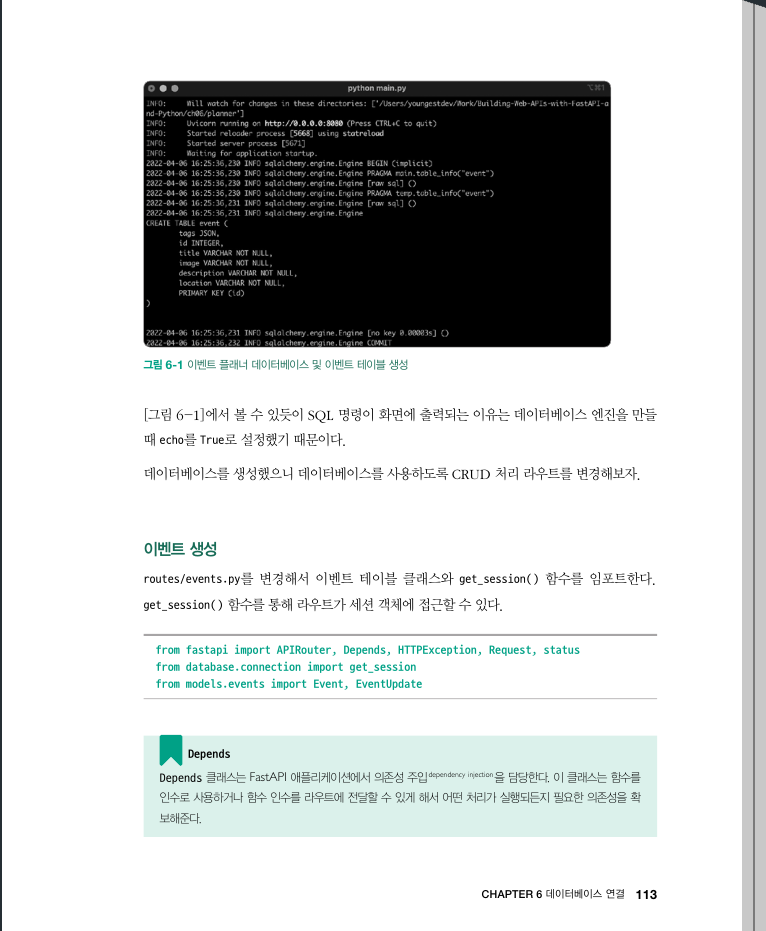 python main.py
INFO:     Will watch for changes in these directories: ['/Users/youngestdev/Work/Building-Web-APIs-with-FastAPI-a
nd-Python/ch06/planner']
INFO:     Uvicorn running on http://0.0.0.0:8080 (Press CTRL+C to quit)
INFO:     Started reloader process [5668] using statreload
INFO:     Started server process [5671]
INFO:     Waiting for application startup.
2022-04-06 16:25:36,230 INFO sqlalchemy.engine.Engine BEGIN (implicit)
2022-04-06 16:25:36,230 INFO sqlalchemy.engine.Engine PRAGMA main.table_info("event")
2022-04-06 16:25:36,230 INFO sqlalchemy.engine.Engine [raw sql] ()
2022-04-06 16:25:36,230 INFO sqlalchemy.engine.Engine PRAGMA temp.table_info("event")
2022-04-06 16:25:36,231 INFO sqlalchemy.engine.Engine [raw sql] ()
2022-04-06 16:25:36,231 INFO sqlalchemy.engine.Engine
CREATE TABLE event (
        tags JSON,
        id INTEGER,
        title VARCHAR NOT NULL,
        image VARCHAR NOT NULL,
        description VARCHAR NOT NULL,
        location VARCHAR NOT NULL,
        PRIMARY KEY (id)
)
2022-04-06 16:25:36,231 INFO sqlalchemy.engine.Engine [no key 0.00003s] ()
2022-04-06 16:25:36,232 INFO sqlalchemy.engine.Engine COMMIT
그림 6-1 이벤트 플래너 데이터베이스 및 이벤트 테이블 생성
[그림 6-1]에서 볼 수 있듯이 SQL 명령이 화면에 출력되는 이유는 데이터베이스 엔진을 만들
때 echo를 True로 설정했기 때문이다.
데이터베이스를 생성했으니 데이터베이스를 사용하도록 CRUD 처리 라우트를 변경해보자.
이벤트 생성
routes/events.py를 변경해서 이벤트 테이블 클래스와 get_session() 함수를 임포트한다.
get_session() 함수를 통해 라우트가 세션 객체에 접근할 수 있다.
from fastapi import APIRouter, Depends, HTTPException, Request, status
from database.connection import get_session
from models.events import Event, EventUpdate
Depends
Depends 클래스는 FastAPI 애플리케이션에서 의존성 주입dependency injection을 담당한다. 이 클래스는 함수를
인수로 사용하거나 함수 인수를 라우트에 전달할 수 있게 해서 어떤 처리가 실행되든지 필요한 의존성을 확
보해준다.
CHAPTER 6 데이터베이스 연결 113